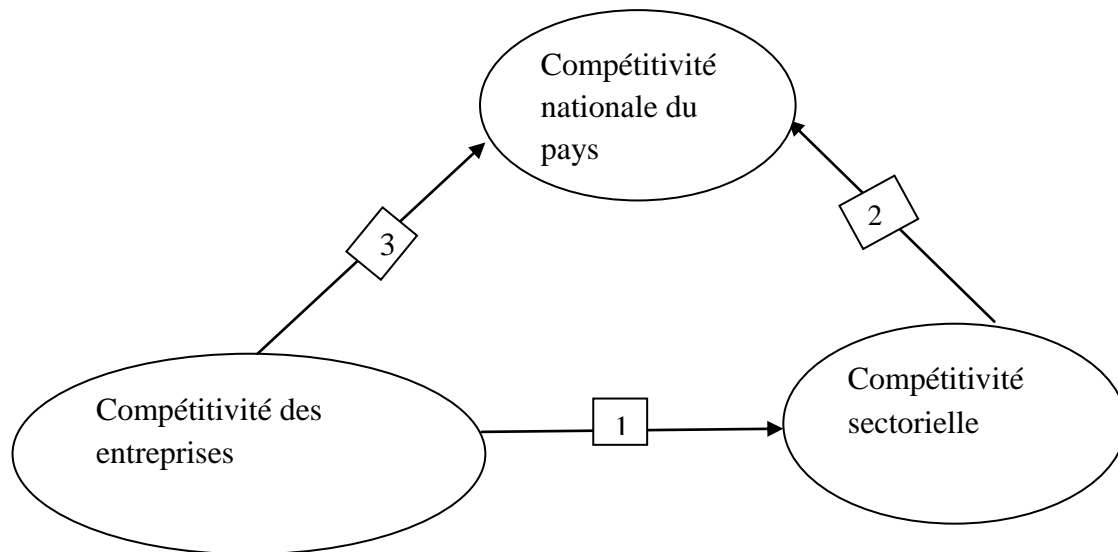 Compétitivité
nationale du
pays
2
3
Compétitivité
sectorielle
Compétitivité des
entreprises
1